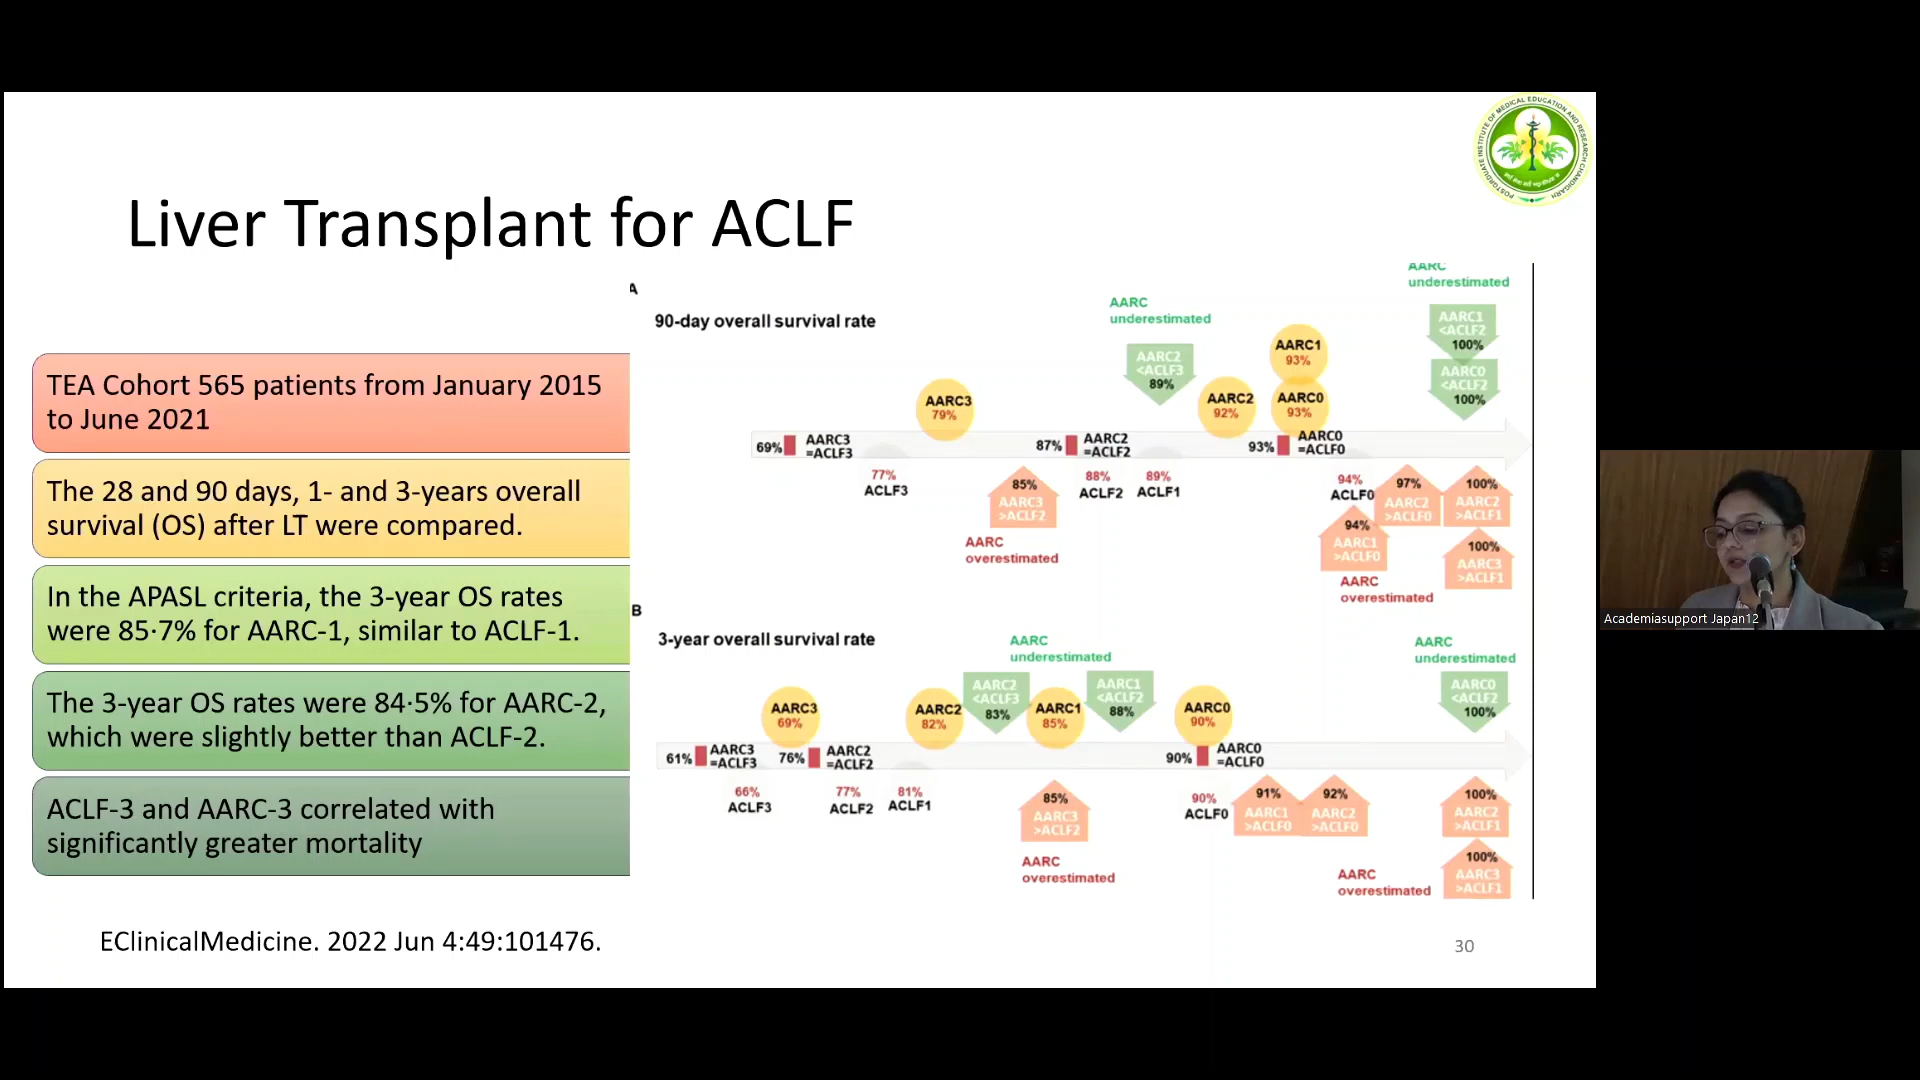 POSTGRADUATE INSTITUTE OF MEDICAL EDUCATION AND RESEARCH CHANDIGARH
Liver Transplant for ACLF
TEA Cohort 565 patients from January 2015
to June 2021
The 28 and 90 days, 1- and 3-years overall
survival (OS) after LT were compared.
In the APASL criteria, the 3-year OS rates
were 85·7% for AARC-1, similar to ACLF-1.
The 3-year OS rates were 84·5% for AARC-2,
which were slightly better than ACLF-2.
ACLF-3 and AARC-3 correlated with
significantly greater mortality
EClinicalMedicine. 2022 Jun 4:49:101476.
A
90-day overall survival rate
AARC
underestimated
AARC2
<ACLF3
89%
AARC
underestimated
AARC1
<ACLF2
100%
AARC0
<ACLF2
100%
AARC3
79%
AARC2
92%
AARC1
93%
AARC0
93%
69%
AARC3
=ACLF3
87%
AARC2
=ACLF2
93%
AARC0
=ACLF0
77%
ACLF3
85%
AARC3
>ACLF2
AARC
overestimated
88%
ACLF2
89%
ACLF1
94%
ACLF0
94%
AARC1
>ACLF0
97%
AARC2
>ACLF0
100%
AARC2
>ACLF1
100%
AARC3
>ACLF1
AARC
overestimated
B
3-year overall survival rate
AARC
underestimated
AARC
underestimated
AARC3
69%
AARC2
82%
AARC2
<ACLF3
83%
AARC1
85%
AARC1
<ACLF2
88%
AARC0
90%
AARC0
<ACLF2
100%
61%
AARC3
=ACLF3
76%
AARC2
=ACLF2
90%
AARC0
=ACLF0
66%
ACLF3
77%
ACLF2
81%
ACLF1
85%
AARC3
>ACLF2
AARC
overestimated
90%
ACLF0
91%
AARC1
>ACLF0
92%
AARC2
>ACLF0
100%
AARC2
>ACLF1
100%
AARC3
>ACLF1
AARC
overestimated
30
Academiasupport Japan12